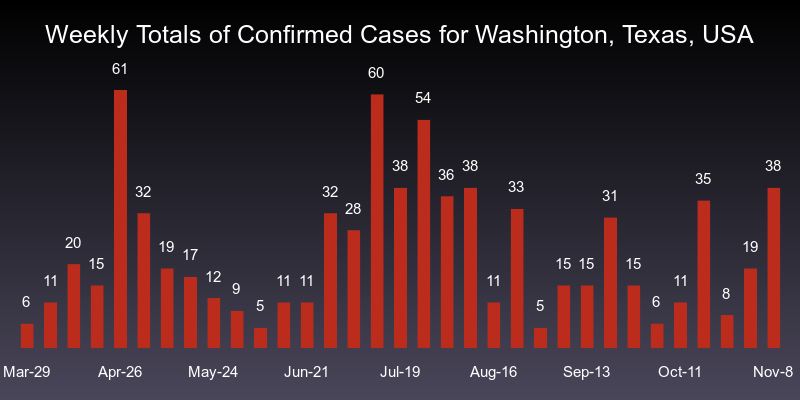 Weekly Totals of Confirmed Cases for Washington, Texas, USA
6 11 20 15 61 32 19 17 12 9 5 11 11 32 28 60 38 54 36 38 11 33 5 15 15 31 15 6 11 35 8 19 38
Mar-29 Apr-26 May-24 Jun-21 Jul-19 Aug-16 Sep-13 Oct-11 Nov-8